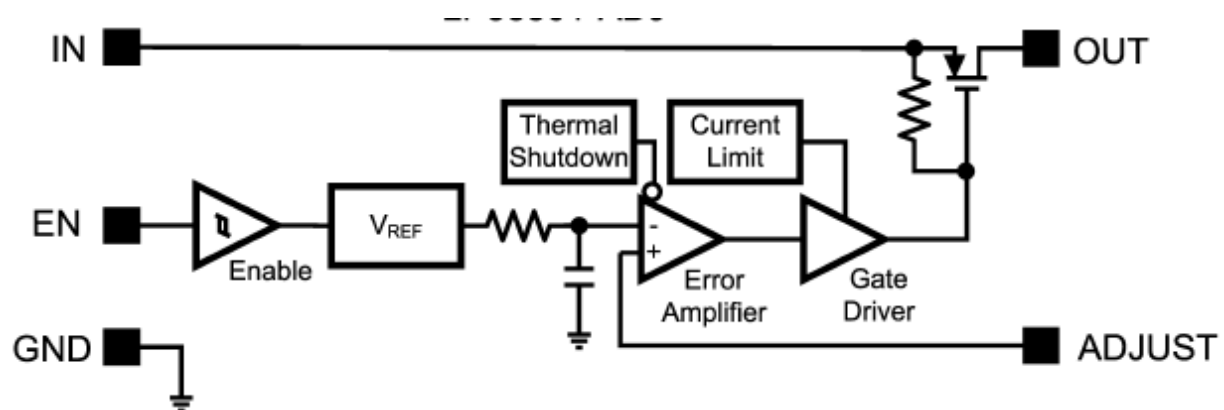 IN
OUT
Thermal
Shutdown
Current
Limit
EN
VREF
-
+
Enable
Error
Amplifier
Gate
Driver
GND
ADJUST